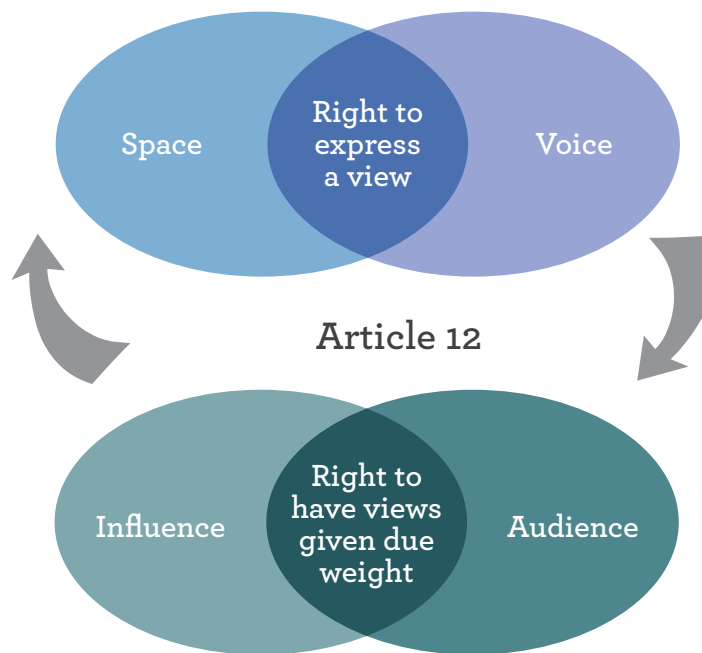 Space
Right to
express
a view
Voice
Article 12
Influence
Right to
have views
given due
weight
Audience